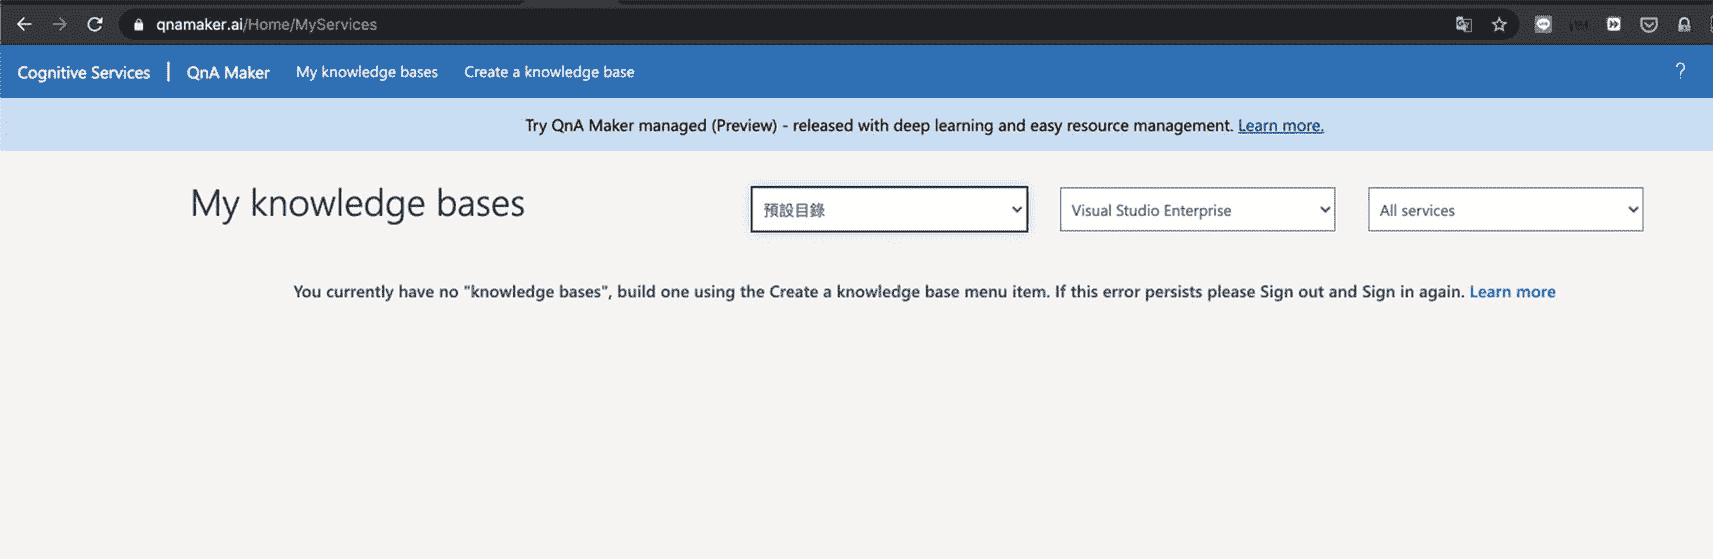 qnamaker.ai/Home/MyServices
Cognitive Services | QnA Maker My knowledge bases Create a knowledge base ?
Try QnA Maker managed (Preview) - released with deep learning and easy resource management. Learn more.
My knowledge bases 預設目錄 Visual Studio Enterprise All services
You currently have no "knowledge bases", build one using the Create a knowledge base menu item. If this error persists please Sign out and Sign in again. Learn more